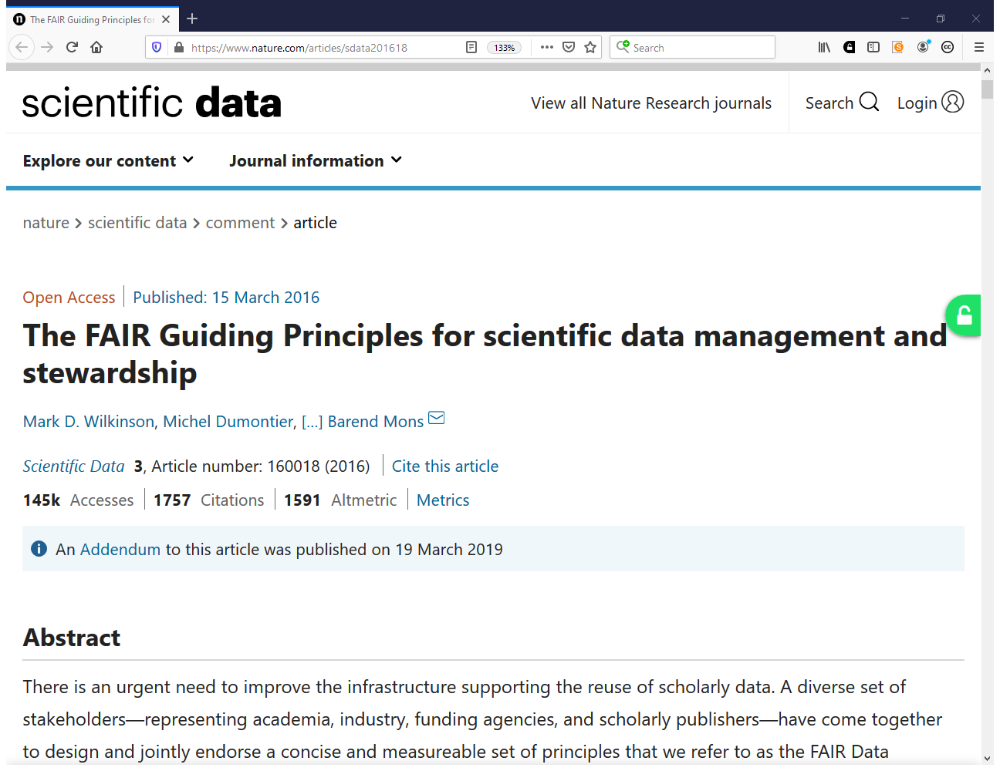 The FAIR Guiding Principles for
https://www.nature.com/articles/sdata201618
133%
Search
scientific data
View all Nature Research journals
Search
Login
Explore our content
Journal information
nature > scientific data > comment > article
Open Access
Published: 15 March 2016
The FAIR Guiding Principles for scientific data management and
stewardship
Mark D. Wilkinson, Michel Dumontier, [...] Barend Mons
Scientific Data 3, Article number: 160018 (2016)
Cite this article
145k Accesses
1757 Citations
1591 Altmetric
Metrics
An Addendum to this article was published on 19 March 2019
Abstract
There is an urgent need to improve the infrastructure supporting the reuse of scholarly data. A diverse set of
stakeholders—representing academia, industry, funding agencies, and scholarly publishers—have come together
to design and jointly endorse a concise and measureable set of principles that we refer to as the FAIR Data